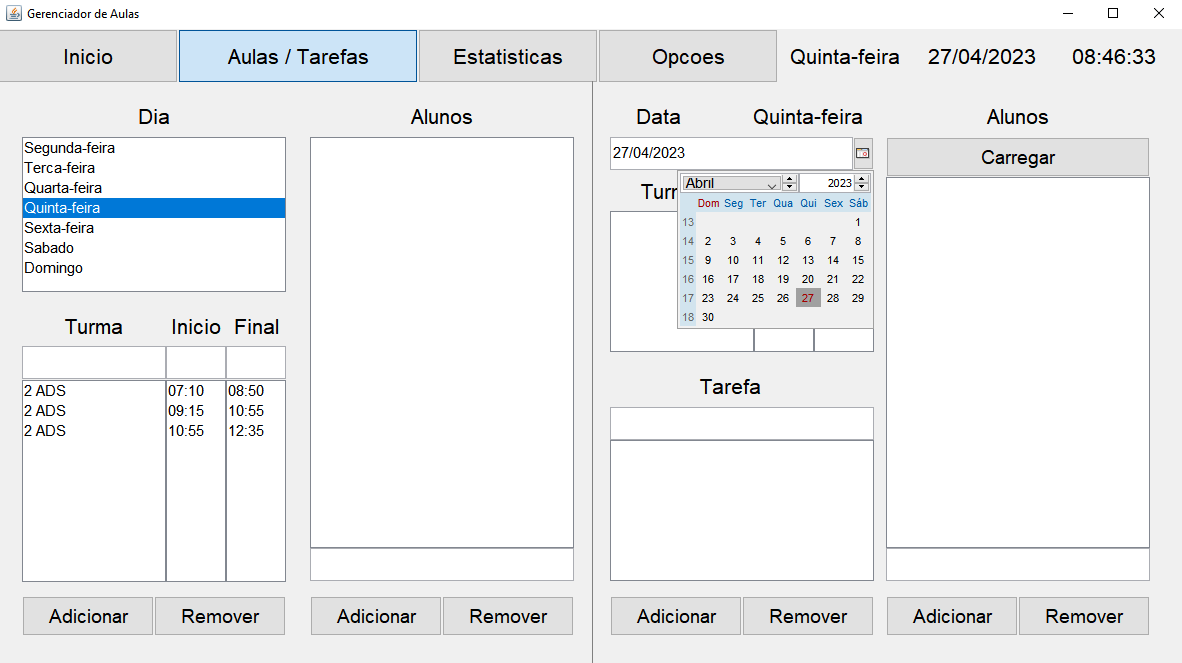 Gerenciador de Aulas
Inicio Aulas / Tarefas Estatisticas Opcoes Quinta-feira 27/04/2023 08:46:33
Dia
Segunda-feira
Terca-feira
Quarta-feira
Quinta-feira
Sexta-feira
Sabado
Domingo
Turma Inicio Final
2 ADS 07:10 08:50
2 ADS 09:15 10:55
2 ADS 10:55 12:35
Adicionar Remover
Alunos
Adicionar Remover
Data Quinta-feira
27/04/2023
Turr
Abril 2023
Dom Seg Ter Qua Qui Sex Sáb
13 1
14 2 3 4 5 6 7 8
15 9 10 11 12 13 14 15
16 16 17 18 19 20 21 22
17 23 24 25 26 27 28 29
18 30
Tarefa
Adicionar Remover
Alunos
Carregar
Adicionar Remover